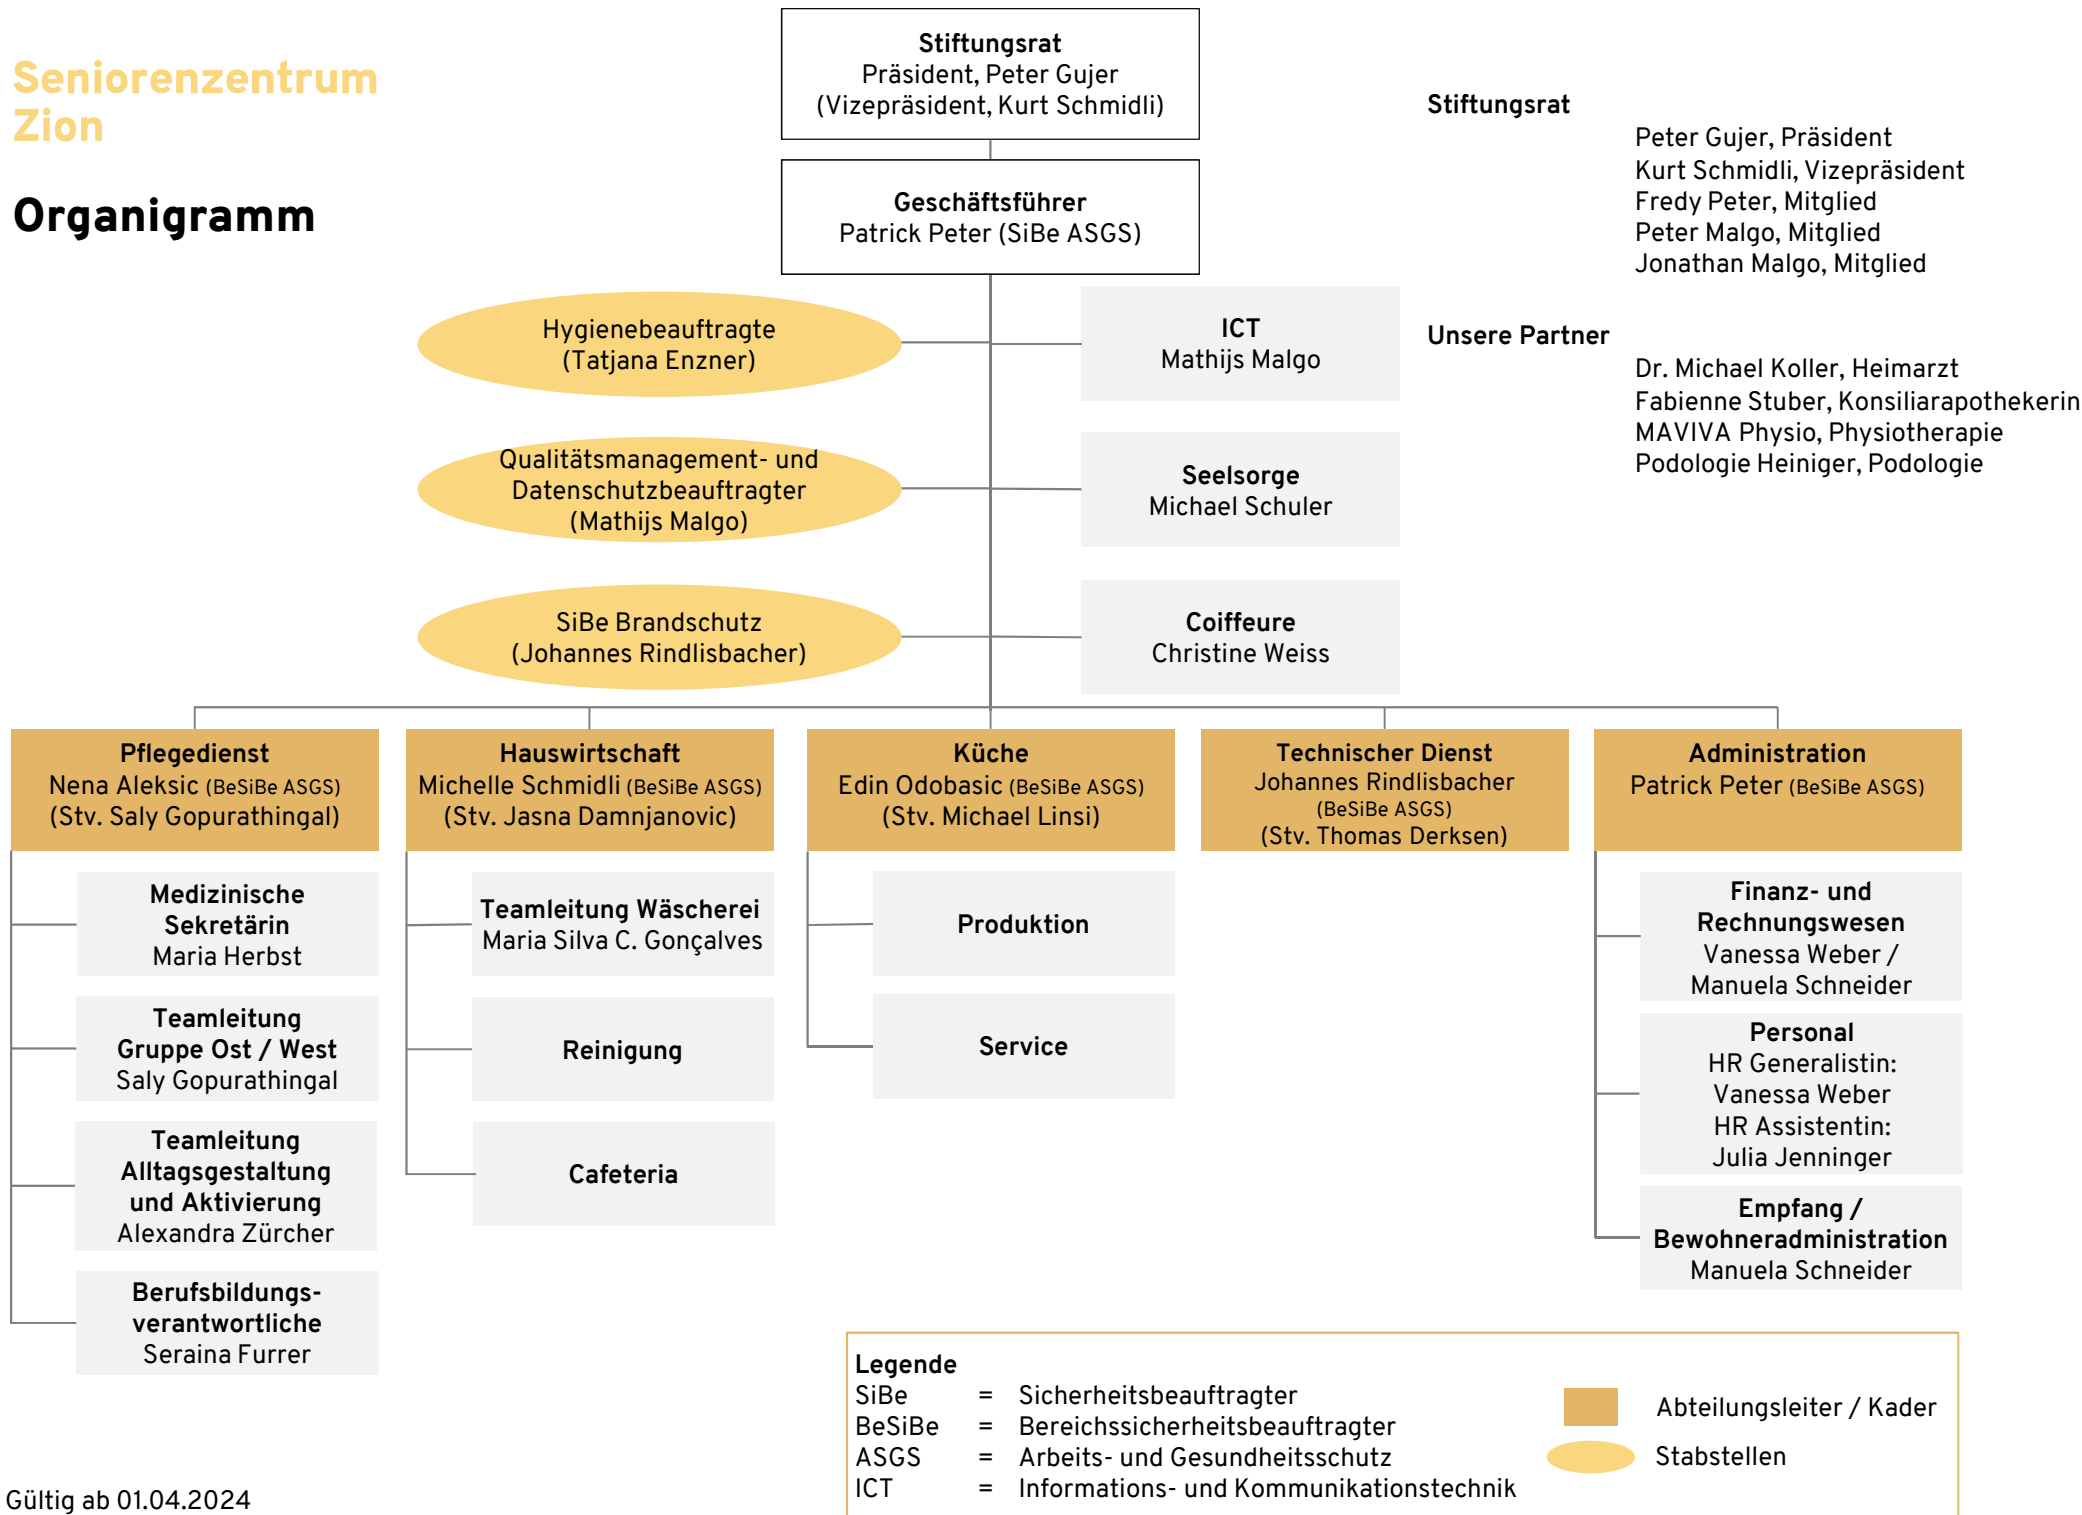 Seniorenzentrum
Zion
Organigramm
Stiftungsrat
Präsident, Peter Gujer
(Vizepräsident, Kurt Schmidli)
Geschäftsführer
Patrick Peter (SiBe ASGS)
Stiftungsrat
Peter Gujer, Präsident
Kurt Schmidli, Vizepräsident
Fredy Peter, Mitglied
Peter Malgo, Mitglied
Jonathan Malgo, Mitglied
Unsere Partner
Dr. Michael Koller, Heimarzt
Fabienne Stuber, Konsiliarapothekerin
MAVIVA Physio, Physiotherapie
Podologie Heiniger, Podologie
Hygienebeauftragte
(Tatjana Enzner)
ICT
Mathijs Malgo
Qualitätsmanagement- und
Datenschutzbeauftragter
(Mathijs Malgo)
Seelsorge
Michael Schuler
SiBe Brandschutz
(Johannes Rindlisbacher)
Coiffeure
Christine Weiss
Pflegedienst
Nena Aleksic (BeSiBe ASGS)
(Stv. Saly Gopurathingal)
Medizinische
Sekretärin
Maria Herbst
Teamleitung
Gruppe Ost / West
Saly Gopurathingal
Teamleitung
Alltagsgestaltung
und Aktivierung
Alexandra Zürcher
Berufsbildungs-
verantwortliche
Seraina Furrer
Hauswirtschaft
Michelle Schmidli (BeSiBe ASGS)
(Stv. Jasna Damnjanovic)
Teamleitung Wäscherei
Maria Silva C. Gonçalves
Reinigung
Cafeteria
Küche
Edin Odobasic (BeSiBe ASGS)
(Stv. Michael Linsi)
Produktion
Service
Technischer Dienst
Johannes Rindlisbacher
(BeSiBe ASGS)
(Stv. Thomas Derksen)
Administration
Patrick Peter (BeSiBe ASGS)
Finanz- und
Rechnungswesen
Vanessa Weber /
Manuela Schneider
Personal
HR Generalistin:
Vanessa Weber
HR Assistentin:
Julia Jenninger
Empfang /
Bewohneradministration
Manuela Schneider
Legende
SiBe = Sicherheitsbeauftragter
BeSiBe = Bereichssicherheitsbeauftragter
ASGS = Arbeits- und Gesundheitsschutz
ICT = Informations- und Kommunikationstechnik
Abteilungsleiter / Kader
Stabstellen
Gültig ab 01.04.2024